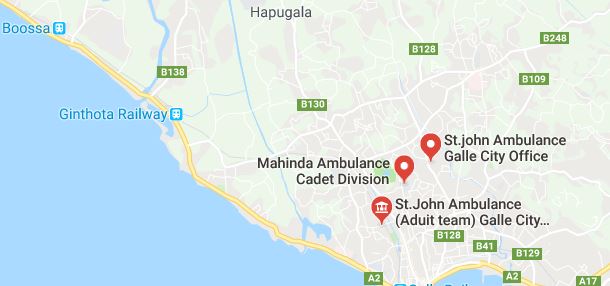 Hapugala
Boossa
B248
B128
B138
B109
B130
Ginthota Railway
St.john Ambulance
Galle City Office
Mahinda Ambulance
Cadet Division
St.John Ambulance
(Aduit team) Galle City...
B128
B41
B129
A2
A2